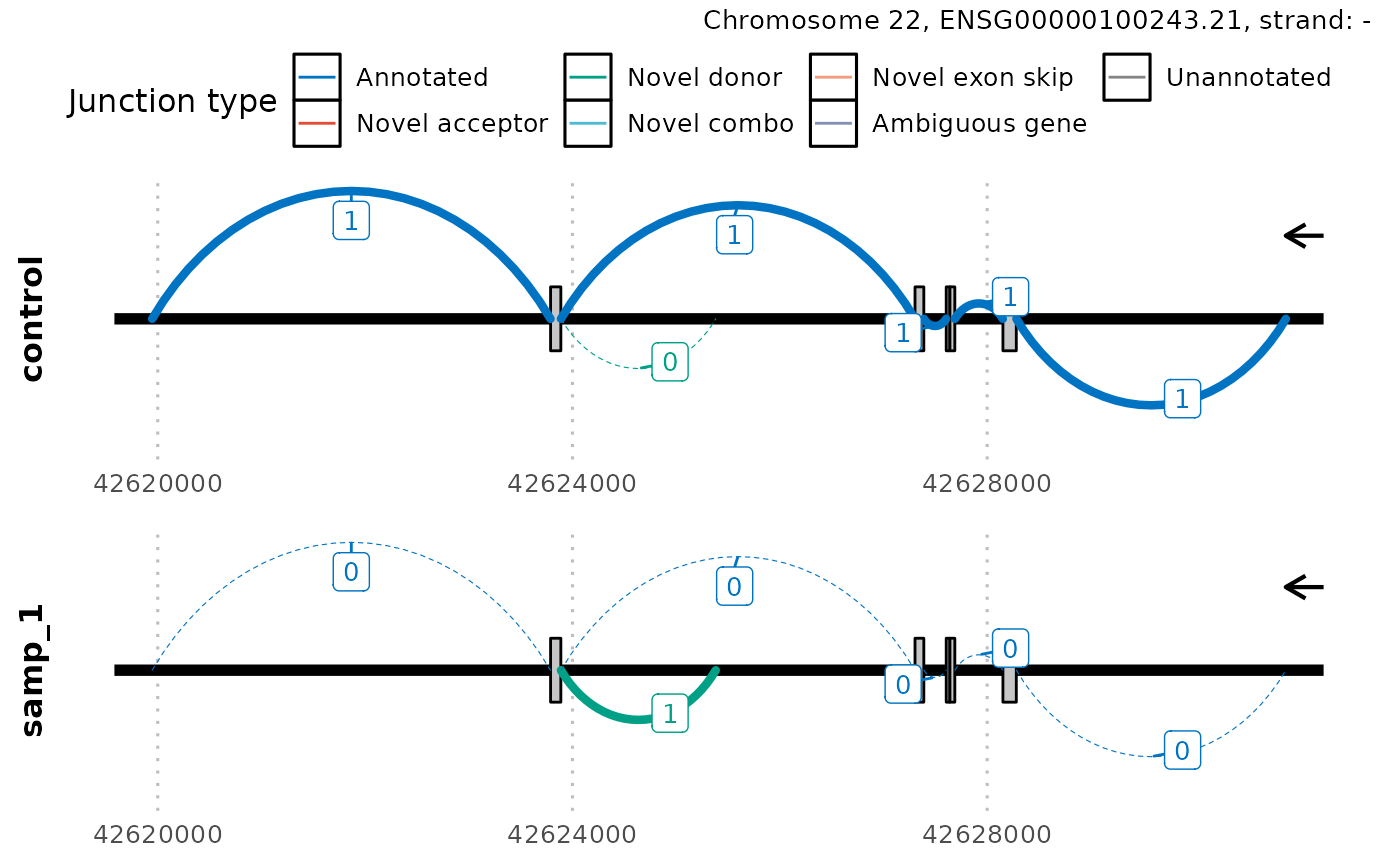 Chromosome 22, ENSG00000100243.21, strand: -
Junction type
Annotated
Novel donor
Novel exon skip
Unannotated
Novel acceptor
Novel combo
Ambiguous gene
control
1
1
1
1
1
0
42620000
42624000
42628000
samp_1
0
0
0
0
0
1
42620000
42624000
42628000